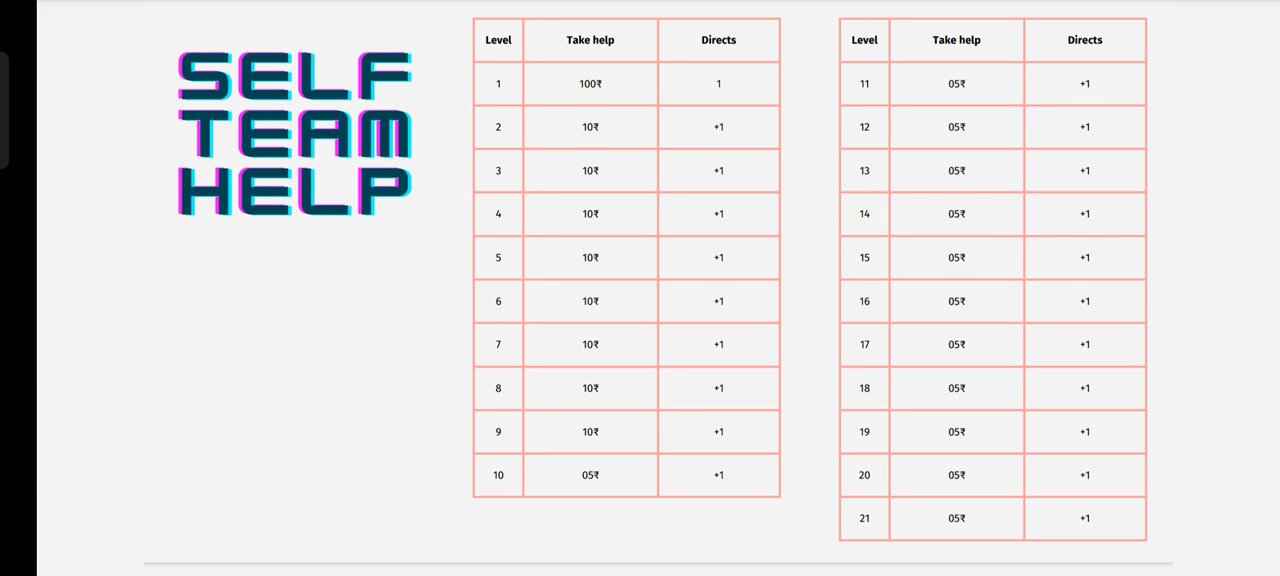 SELF
TEAM
HELP
Level Take help Directs
1 100₹ 1
2 10₹ +1
3 10₹ +1
4 10₹ +1
5 10₹ +1
6 10₹ +1
7 10₹ +1
8 10₹ +1
9 10₹ +1
10 05₹ +1
Level Take help Directs
11 05₹ +1
12 05₹ +1
13 05₹ +1
14 05₹ +1
15 05₹ +1
16 05₹ +1
17 05₹ +1
18 05₹ +1
19 05₹ +1
20 05₹ +1
21 05₹ +1